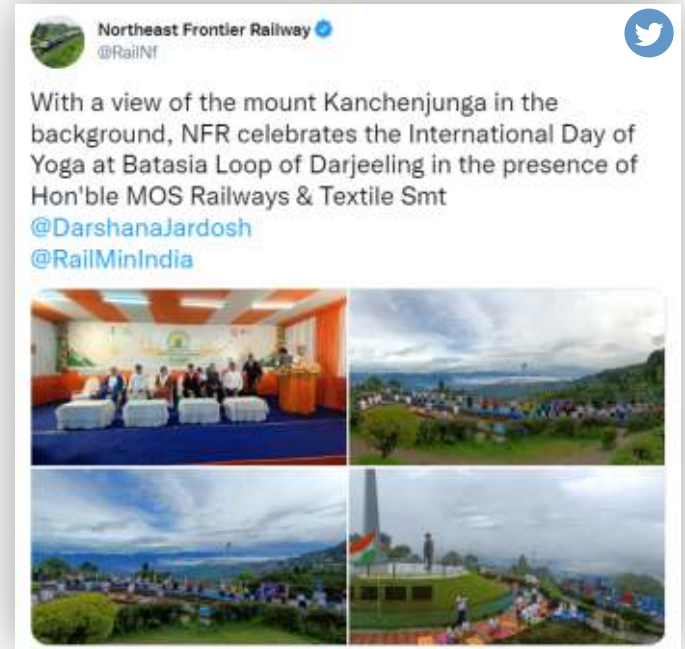 Northeast Frontier Railway
@RailNf
With a view of the mount Kanchenjunga in the
background, NFR celebrates the International Day of
Yoga at Batasia Loop of Darjeeling in the presence of
Hon'ble MOS Railways & Textile Smt
@DarshanaJardosh
@RailMinIndia